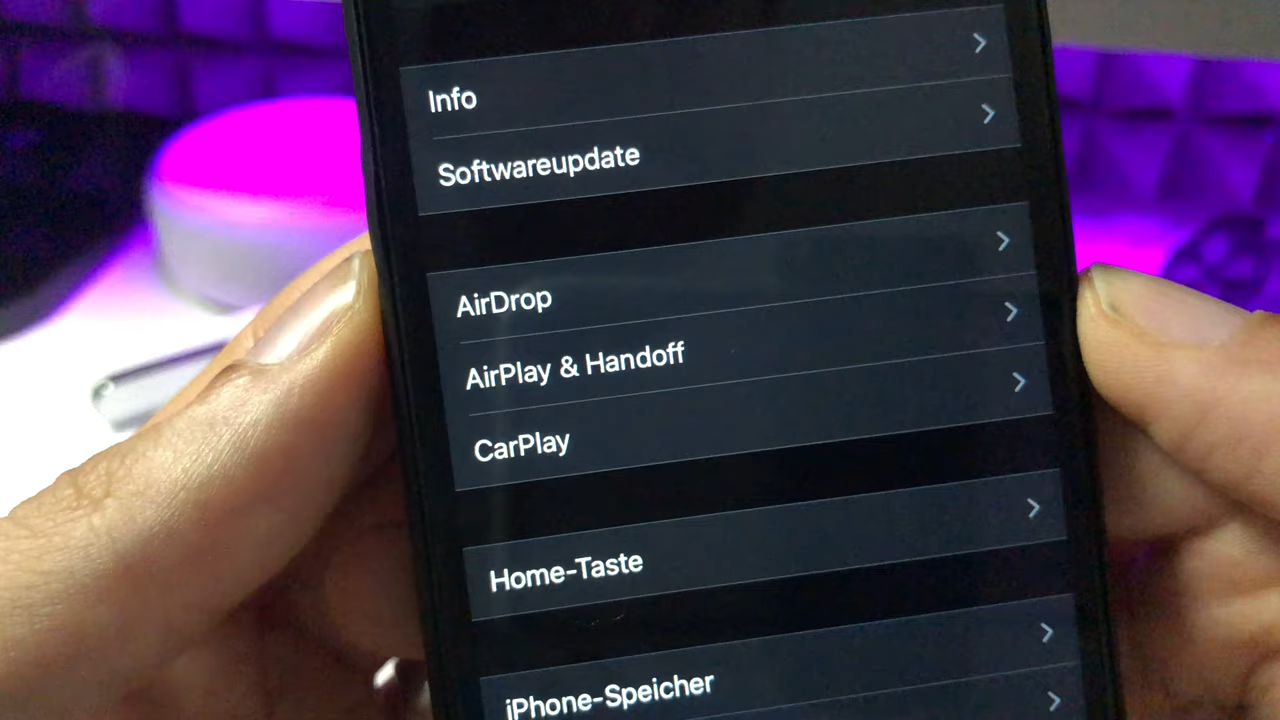 Info
Softwareupdate
AirDrop
AirPlay & Handoff
CarPlay
Home-Taste
iPhone-Speicher